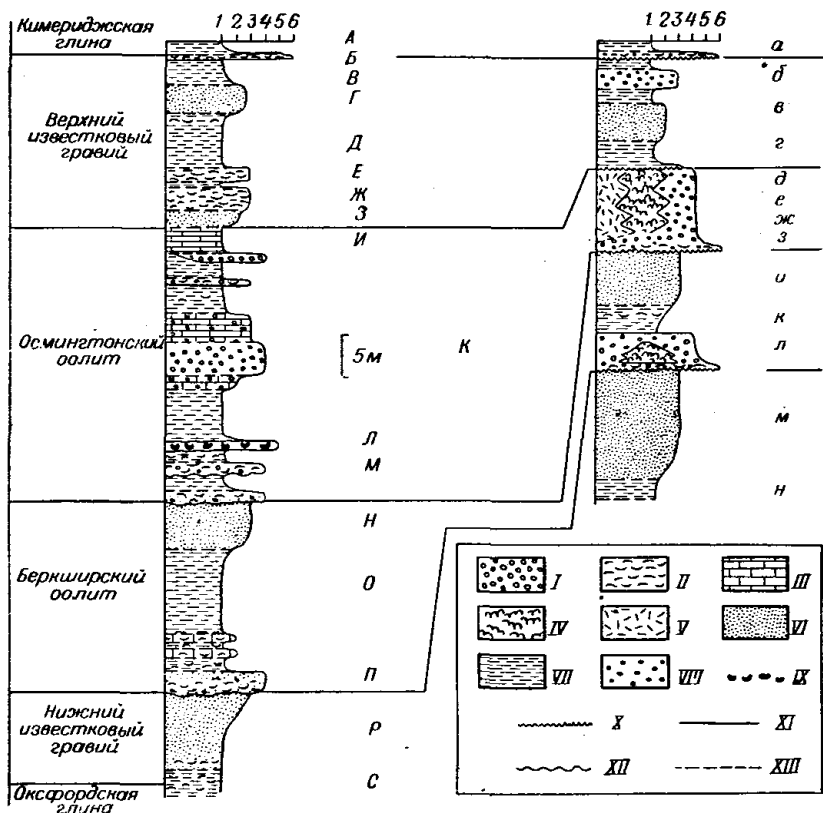 Кимериджская
глина
Верхний
известковый
гравий
Осмингтонский
оолит
Беркширский
оолит
Нижний
известковый
гравий
Оксфордская
глина
1 2 3 4 5 6
А
Б
В
Г
Д
Е
Ж
З
И
К
5м
Л
М
Н
О
П
Р
С
1 2 3 4 5 6
а
б
в
г
д
е
ж
з
и
к
л
м
н
I II III
IV V VI
VII VIII IX
X XI
XII XIII